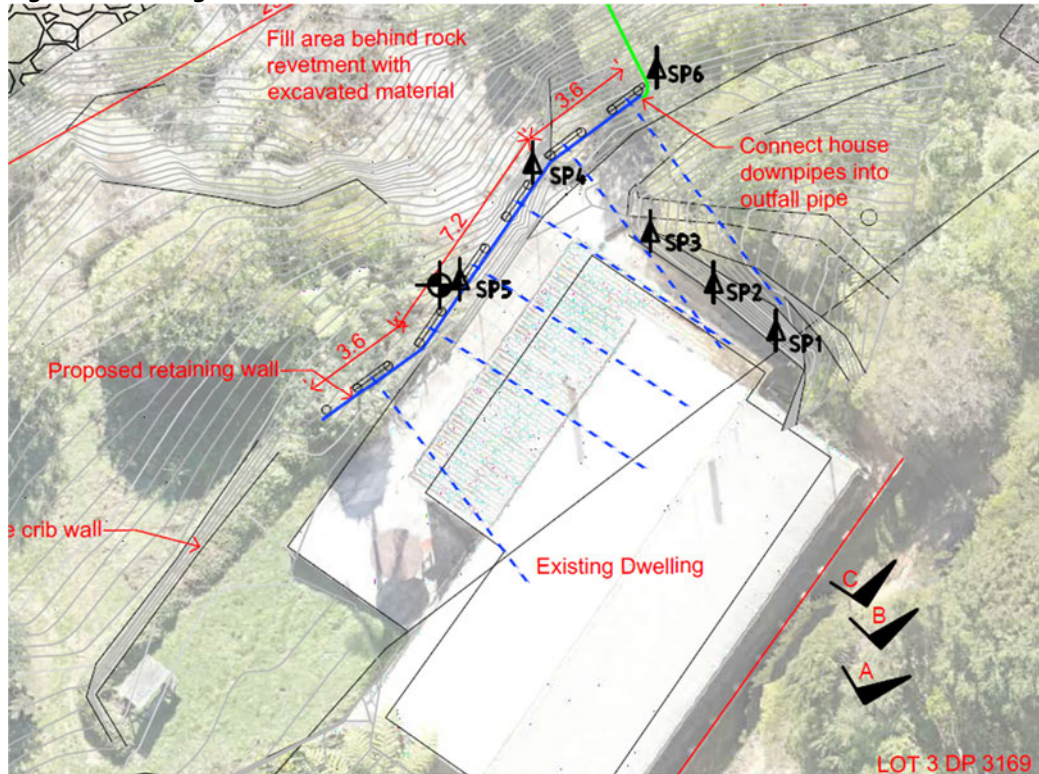 Fill area behind rock
revetment with
excavated material
3.6
SP6
Connect house
downpipes into
outfall pipe
SP4
7.2
SP3
SP5
SP2
SP1
3.6
Proposed retaining wall
crib wall
Existing Dwelling
C
B
A
LOT 3 DP 3169